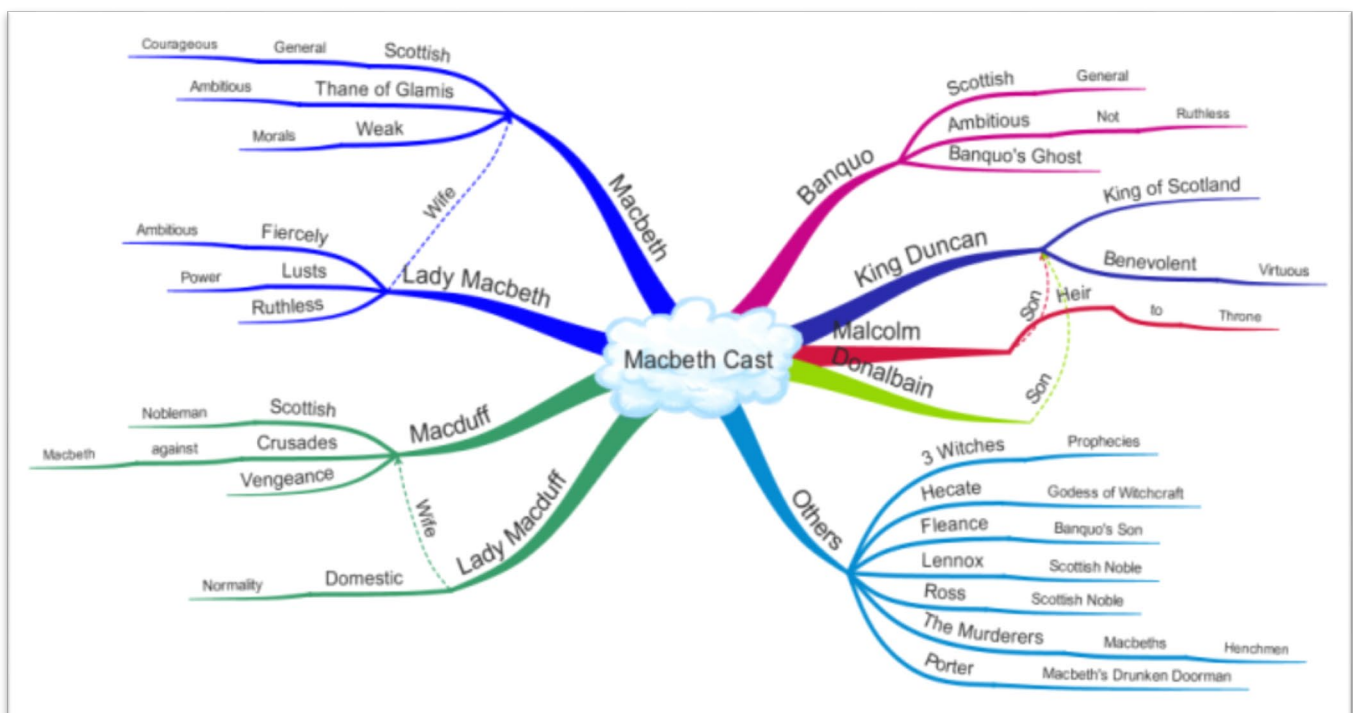 Macbeth Cast
Macbeth
Scottish General Courageous
Thane of Glamis Ambitious
Weak Morals
Wife
Lady Macbeth
Fiercely Ambitious
Lusts Power
Ruthless
Macduff
Scottish Nobleman
Crusades against Macbeth
Vengeance
Wife
Lady Macduff
Domestic Normality
Banquo
Scottish General
Ambitious Not Ruthless
Banquo's Ghost
King Duncan
King of Scotland
Benevolent Virtuous
Malcolm
Son
Heir to Throne
Donalbain
Son
Others
3 Witches Prophecies
Hecate Godess of Witchcraft
Fleance Banquo's Son
Lennox Scottish Noble
Ross Scottish Noble
The Murderers Macbeths Henchmen
Porter Macbeth's Drunken Doorman